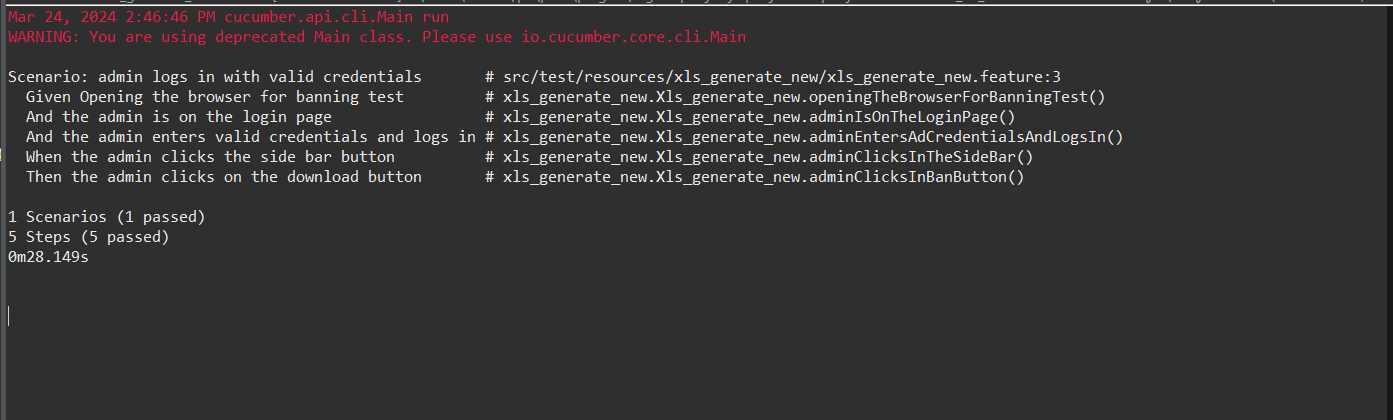 Mar 24, 2024 2:46:46 PM cucumber.api.cli.Main run
WARNING: You are using deprecated Main class. Please use io.cucumber.core.cli.Main
Scenario: admin logs in with valid credentials # src/test/resources/xls_generate_new/xls_generate_new.feature:3
Given Opening the browser for banning test # xls_generate_new.Xls_generate_new.openingTheBrowserForBanningTest()
And the admin is on the login page # xls_generate_new.Xls_generate_new.adminIsOnTheLoginPage()
And the admin enters valid credentials and logs in # xls_generate_new.Xls_generate_new.adminEntersAdCredentialsAndLogsIn()
When the admin clicks the side bar button # xls_generate_new.Xls_generate_new.adminClicksInTheSideBar()
Then the admin clicks on the download button # xls_generate_new.Xls_generate_new.adminClicksInBanButton()
1 Scenarios (1 passed)
5 Steps (5 passed)
0m28.149s